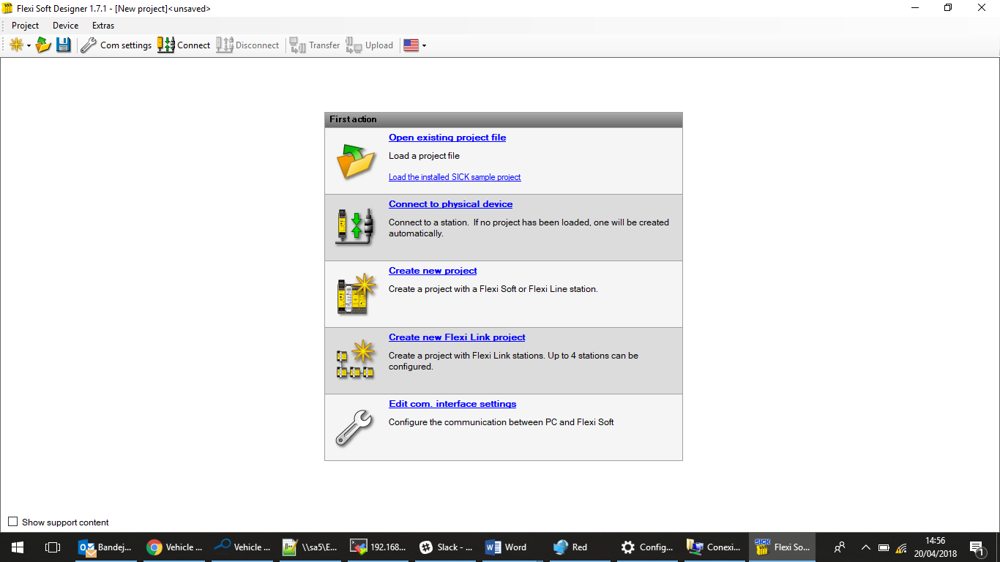 Flexi Soft Designer 1.7.1 - [New project]<unsaved>
Project Device Extras
Com settings Connect Disconnect Transfer Upload
First action
Open existing project file
Load a project file
Load the installed SICK sample project
Connect to physical device
Connect to a station. If no project has been loaded, one will be created
automatically.
Create new project
Create a project with a Flexi Soft or Flexi Line station.
Create new Flexi Link project
Create a project with Flexi Link stations. Up to 4 stations can be
configured.
Edit com. interface settings
Configure the communication between PC and Flexi Soft
Show support content
Bandej... Vehicle ... Vehicle ... \\sa5\E... 192.168... Slack - ... Word Red Config... Conexi... SICK Flexi So... 14:56
20/04/2018 1